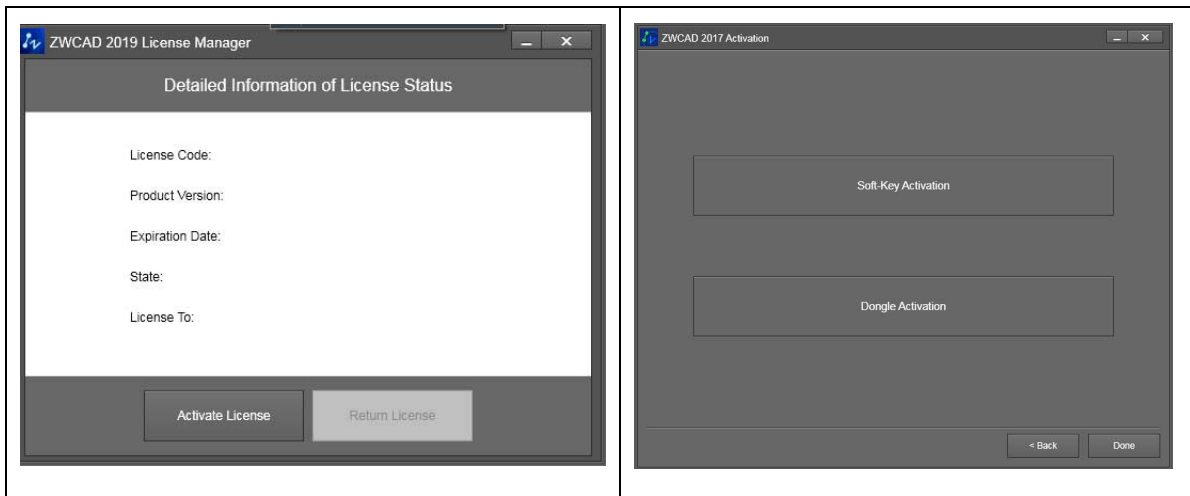 ZWCAD 2019 License Manager
Detailed Information of License Status
License Code:
Product Version:
Expiration Date:
State:
License To:
Activate License
Return License
ZWCAD 2017 Activation
Soft-Key Activation
Dongle Activation
< Back
Done